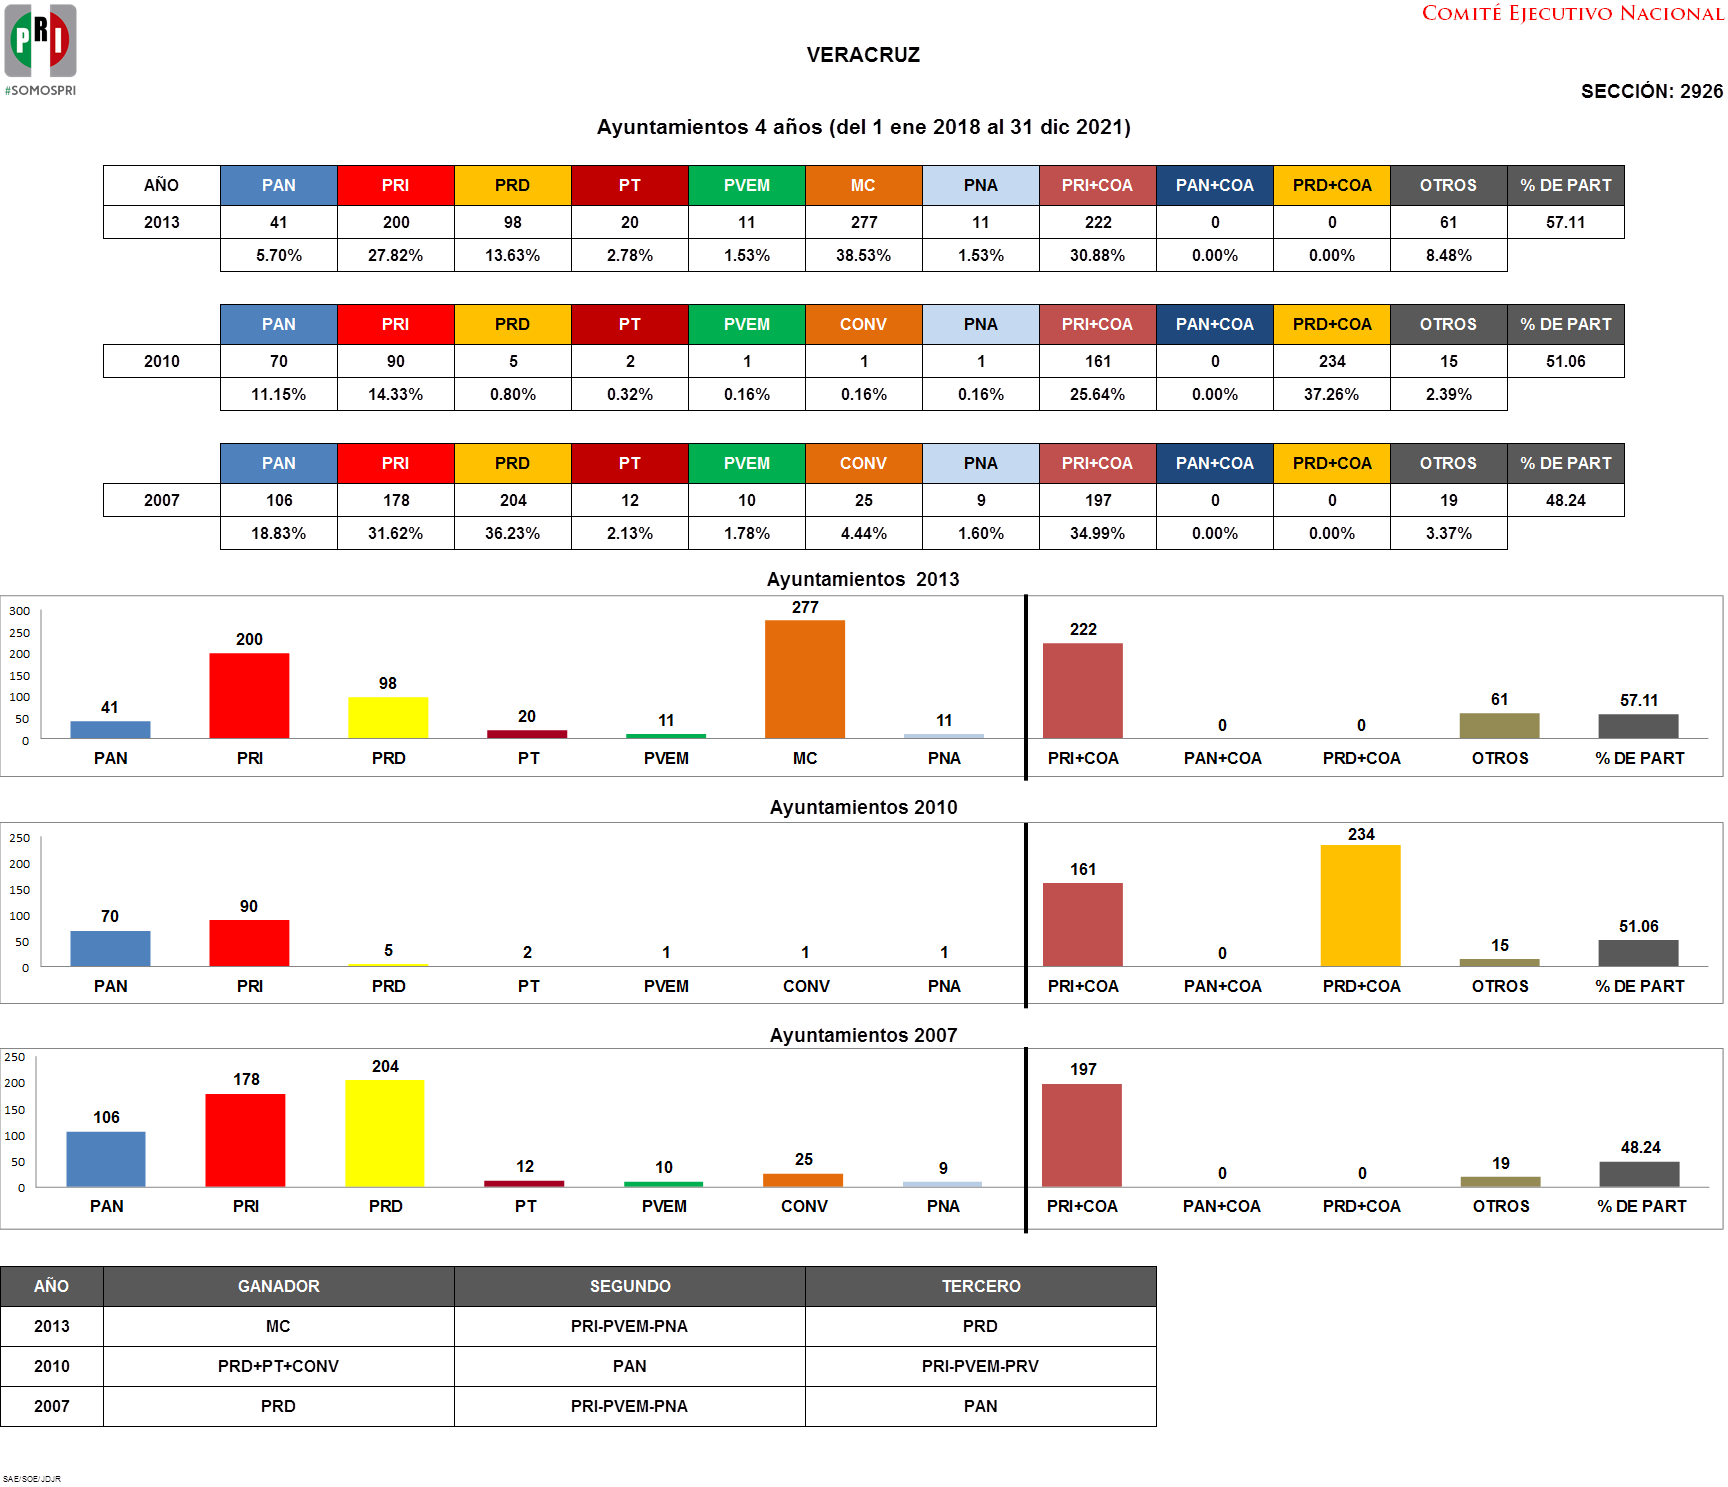 PRI
#SOMOSPRI
COMITÉ EJECUTIVO NACIONAL
VERACRUZ
SECCIÓN: 2926
Ayuntamientos 4 años (del 1 ene 2018 al 31 dic 2021)
AÑO PAN PRI PRD PT PVEM MC PNA PRI+COA PAN+COA PRD+COA OTROS % DE PART
2013 41 200 98 20 11 277 11 222 0 0 61 57.11
5.70% 27.82% 13.63% 2.78% 1.53% 38.53% 1.53% 30.88% 0.00% 0.00% 8.48%
PAN PRI PRD PT PVEM CONV PNA PRI+COA PAN+COA PRD+COA OTROS % DE PART
2010 70 90 5 2 1 1 1 161 0 234 15 51.06
11.15% 14.33% 0.80% 0.32% 0.16% 0.16% 0.16% 25.64% 0.00% 37.26% 2.39%
PAN PRI PRD PT PVEM CONV PNA PRI+COA PAN+COA PRD+COA OTROS % DE PART
2007 106 178 204 12 10 25 9 197 0 0 19 48.24
18.83% 31.62% 36.23% 2.13% 1.78% 4.44% 1.60% 34.99% 0.00% 0.00% 3.37%
Ayuntamientos 2013
300
250
200
150
100
50
0
41 200 98 20 11 277 11 222 0 0 61 57.11
PAN PRI PRD PT PVEM MC PNA PRI+COA PAN+COA PRD+COA OTROS % DE PART
Ayuntamientos 2010
250
200
150
100
50
0
70 90 5 2 1 1 1 161 0 234 15 51.06
PAN PRI PRD PT PVEM CONV PNA PRI+COA PAN+COA PRD+COA OTROS % DE PART
Ayuntamientos 2007
250
200
150
100
50
0
106 178 204 12 10 25 9 197 0 0 19 48.24
PAN PRI PRD PT PVEM CONV PNA PRI+COA PAN+COA PRD+COA OTROS % DE PART
AÑO GANADOR SEGUNDO TERCERO
2013 MC PRI-PVEM-PNA PRD
2010 PRD+PT+CONV PAN PRI-PVEM-PRV
2007 PRD PRI-PVEM-PNA PAN
SAE/SOE/JDJR